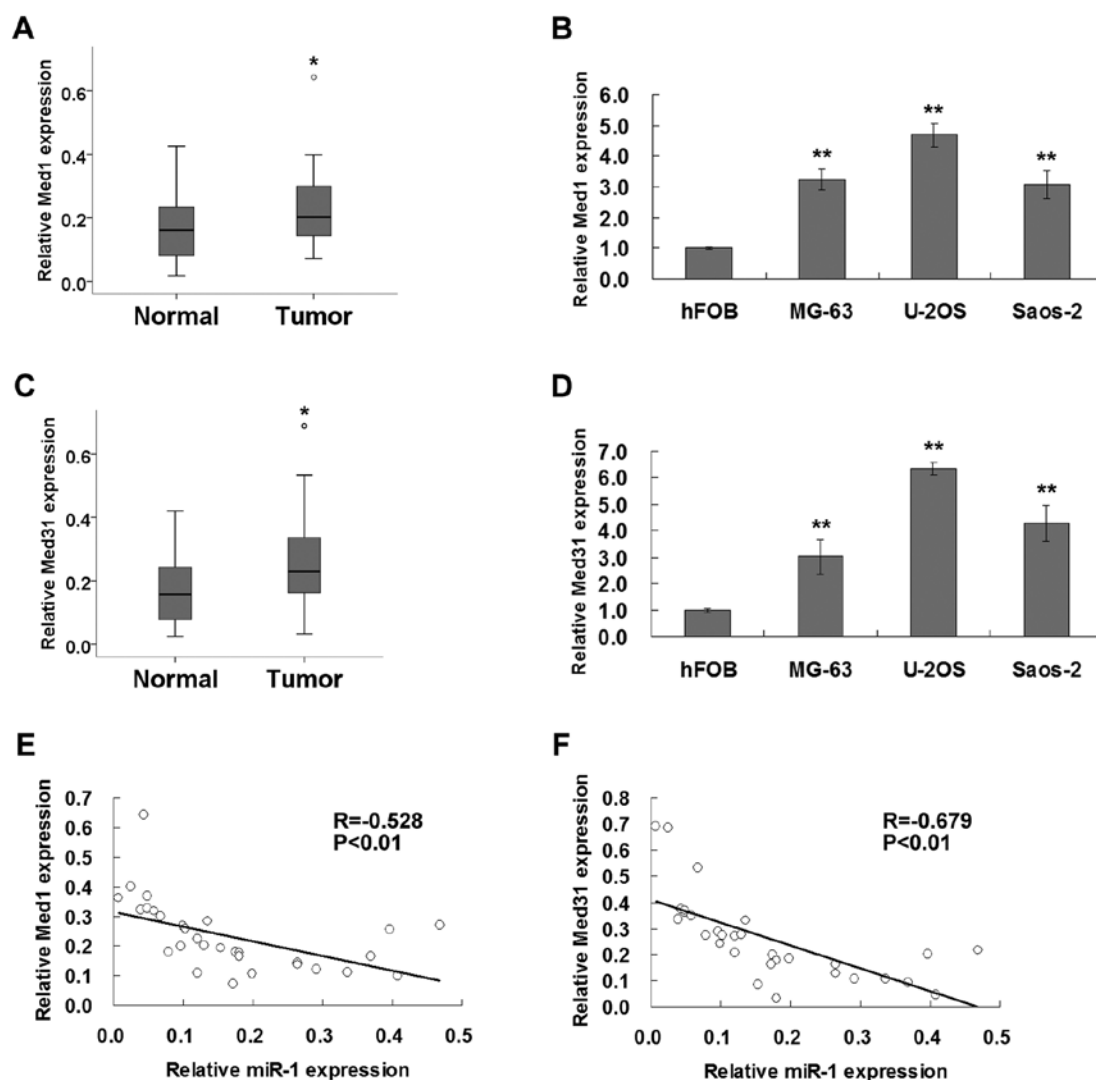 A
Relative Med1 expression
0.6
0.4
0.2
0.0
*
Normal Tumor
B
Relative Med1 expression
6.0
5.0
4.0
3.0
2.0
1.0
0.0
** ** **
hFOB MG-63 U-2OS Saos-2
C
Relative Med31 expression
0.6
0.4
0.2
0.0
*
Normal Tumor
D
Relative Med31 expression
7.0
6.0
5.0
4.0
3.0
2.0
1.0
0.0
** ** **
hFOB MG-63 U-2OS Saos-2
E
Relative Med1 expression
0.7
0.6
0.5
0.4
0.3
0.2
0.1
0.0
R=-0.528
P<0.01
0.0 0.1 0.2 0.3 0.4 0.5
Relative miR-1 expression
F
Relative Med31 expression
0.8
0.7
0.6
0.5
0.4
0.3
0.2
0.1
0.0
R=-0.679
P<0.01
0.0 0.1 0.2 0.3 0.4 0.5
Relative miR-1 expression